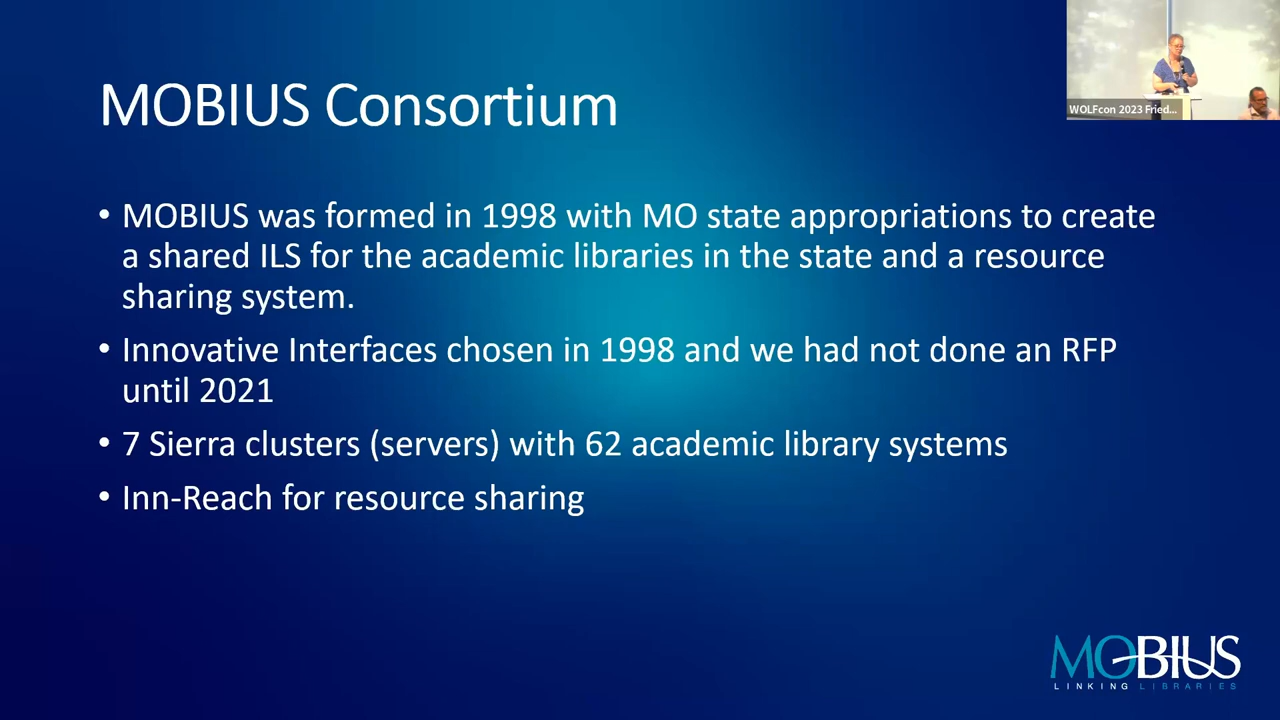 WOLFcon 2023 Fried...
MOBIUS Consortium
• MOBIUS was formed in 1998 with MO state appropriations to create
a shared ILS for the academic libraries in the state and a resource
sharing system.
• Innovative Interfaces chosen in 1998 and we had not done an RFP
until 2021
• 7 Sierra clusters (servers) with 62 academic library systems
• Inn-Reach for resource sharing
MOBIUS
LINKING LIBRARIES